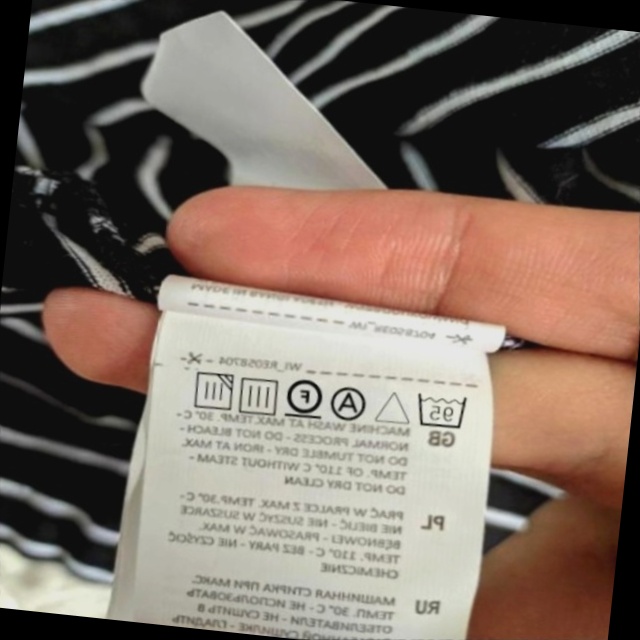 WI_RE058704
95
A
F
GB
MACHINE WASH AT MAX. TEMP. 30° C -
NORMAL PROCESS - DO NOT BLEACH -
DO NOT TUMBLE DRY - IRON AT MAX.
TEMP. OF 110° C WITHOUT STEAM -
DO NOT DRY CLEAN
PL
PRAĆ W PRALCE Z MAX. TEMP. 30° C -
NIE BIELIĆ - NIE SUSZYĆ W SUSZARCE
BĘBNOWEJ - PRASOWAĆ W MAX.
TEMP. 110° C - BEZ PARY - NIE CZYŚCIĆ
CHEMICZNIE
RU
МАШИННАЯ СТИРКА ПРИ МАКС.
ТЕМП. 30° C - НЕ ИСПОЛЬЗОВАТЬ
ОТБЕЛИВАТЕЛИ - НЕ СУШИТЬ В
СУШИЛКЕ - ГЛАДИТЬ